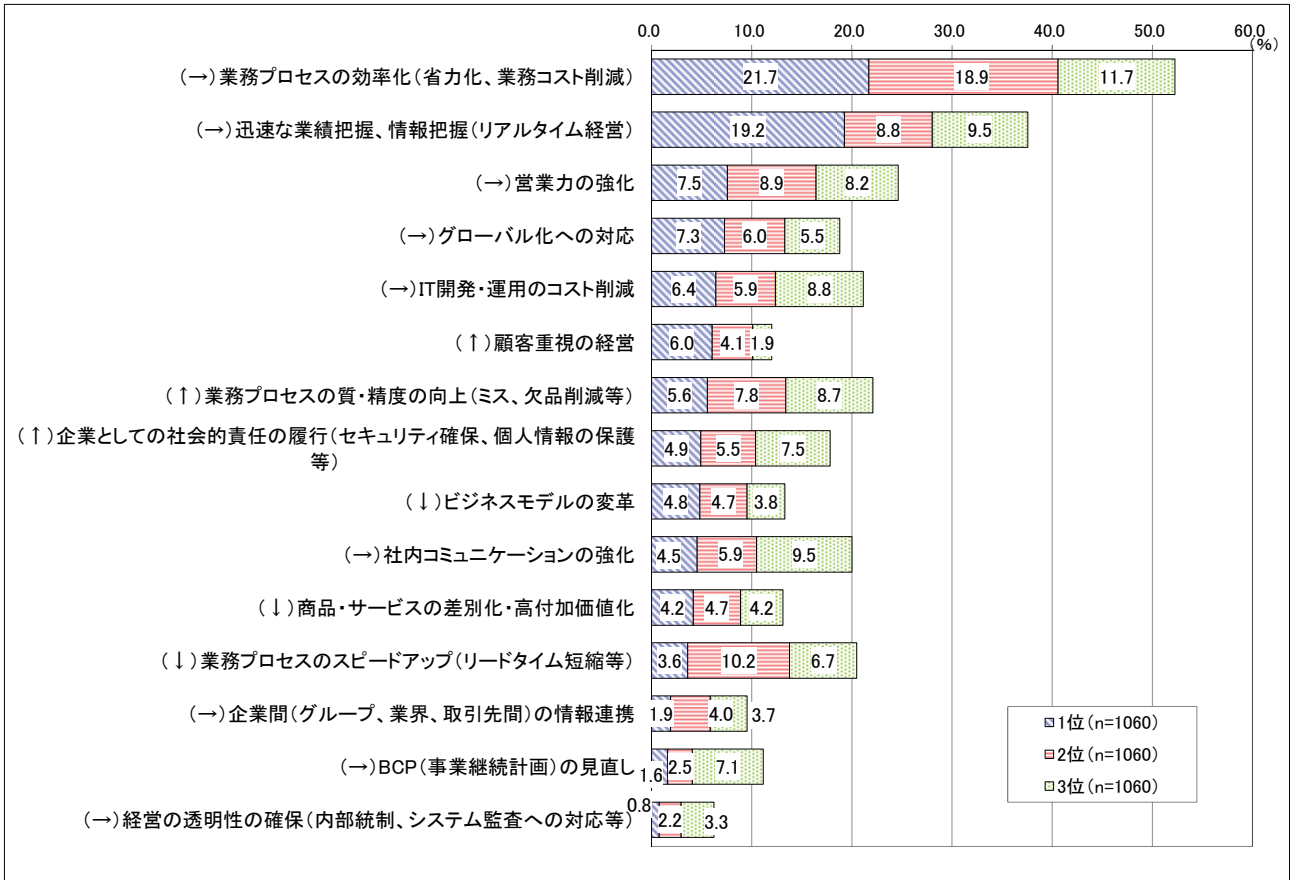 0.0 10.0 20.0 30.0 40.0 50.0 60.0
(%)
(→)業務プロセスの効率化(省力化、業務コスト削減) 21.7 18.9 11.7
(→)迅速な業績把握、情報把握(リアルタイム経営) 19.2 8.8 9.5
(→)営業力の強化 7.5 8.9 8.2
(→)グローバル化への対応 7.3 6.0 5.5
(→)IT開発・運用のコスト削減 6.4 5.9 8.8
(↑)顧客重視の経営 6.0 4.1 1.9
(↑)業務プロセスの質・精度の向上(ミス、欠品削減等) 5.6 7.8 8.7
(↑)企業としての社会的責任の履行(セキュリティ確保、個人情報の保護
等) 4.9 5.5 7.5
(↓)ビジネスモデルの変革 4.8 4.7 3.8
(→)社内コミュニケーションの強化 4.5 5.9 9.5
(↓)商品・サービスの差別化・高付加価値化 4.2 4.7 4.2
(↓)業務プロセスのスピードアップ(リードタイム短縮等) 3.6 10.2 6.7
(→)企業間(グループ、業界、取引先間)の情報連携 1.9 4.0 3.7
(→)BCP(事業継続計画)の見直し 1.6 2.5 7.1
(→)経営の透明性の確保(内部統制、システム監査への対応等) 0.8 2.2 3.3
1位(n=1060)
2位(n=1060)
3位(n=1060)